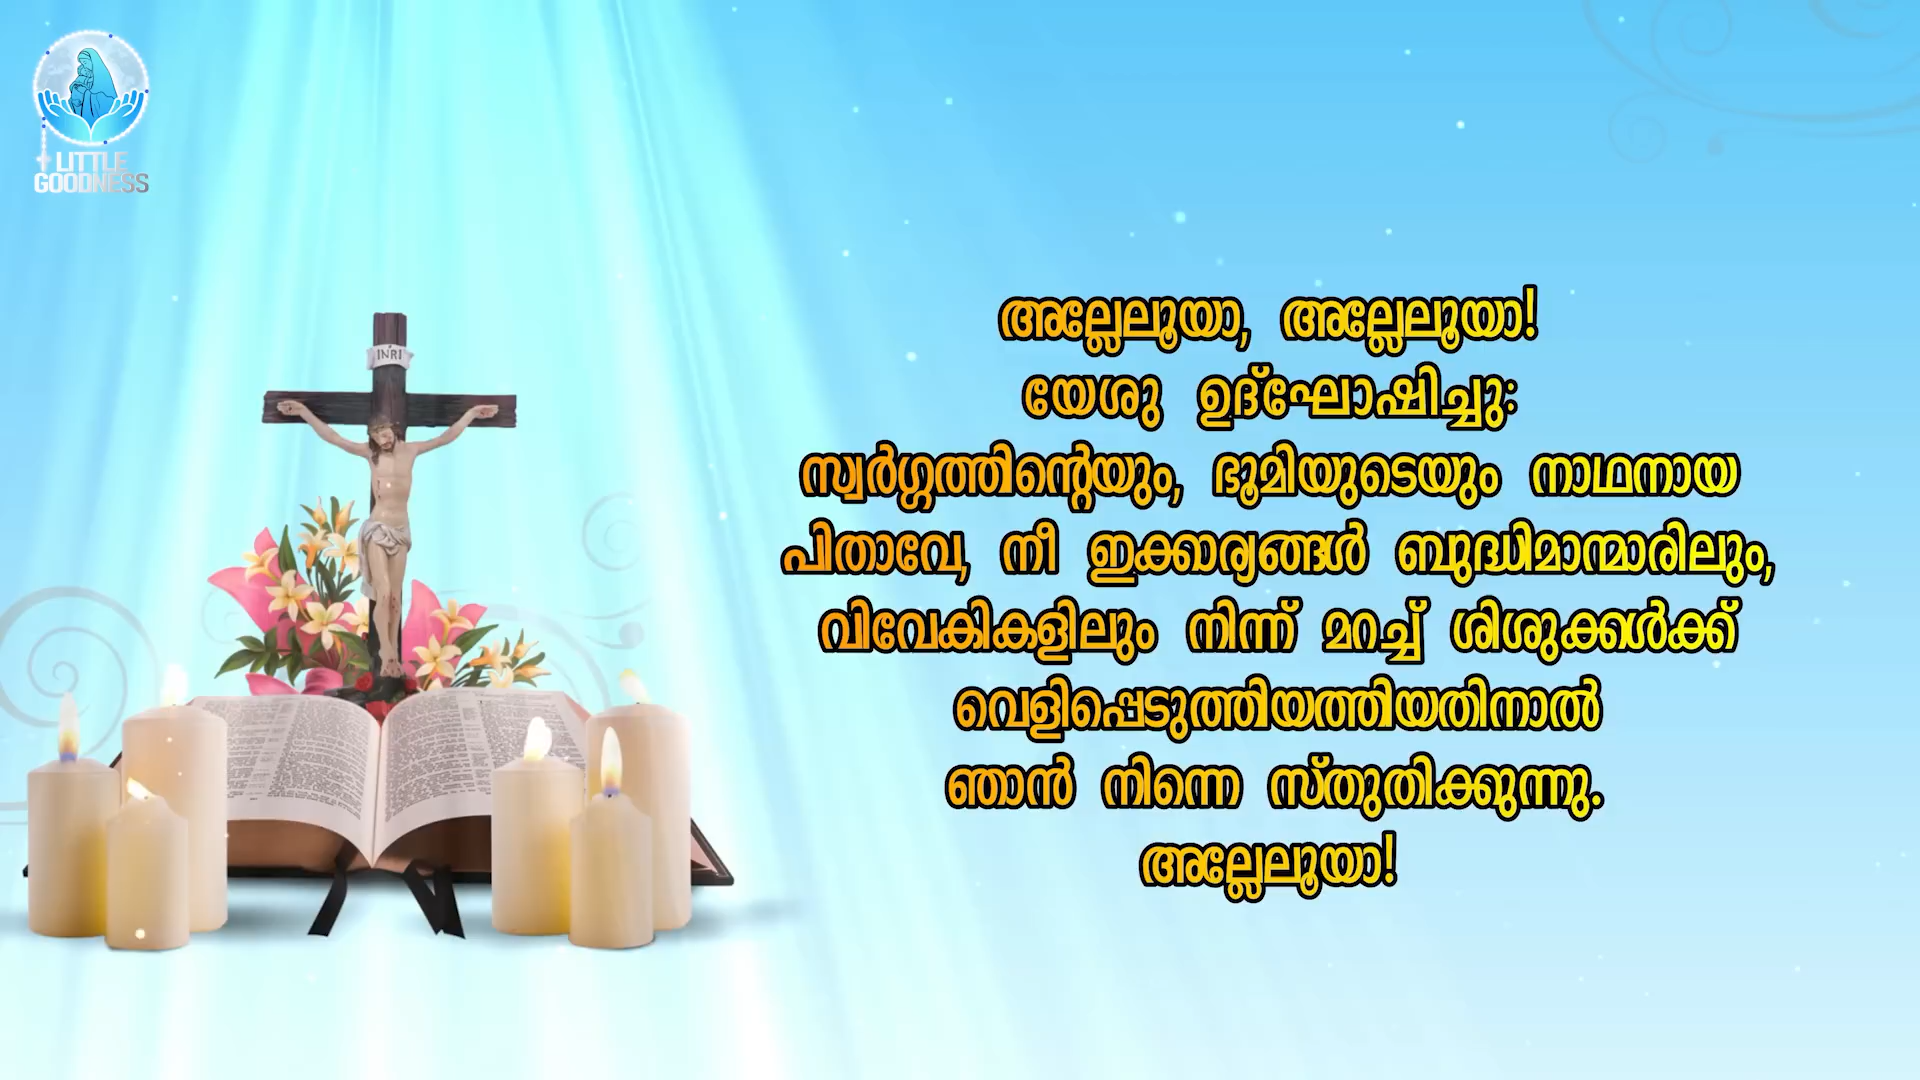 LITTLE
GOODNESS
INRI
അല്ലേലൂയാ, അല്ലേലൂയാ!
യേശു ഉദ്ഘോഷിച്ചു:
സ്വർഗ്ഗത്തിന്റെയും, ഭൂമിയുടെയും നാഥനായ
പിതാവേ, നീ ഇക്കാര്യങ്ങൾ ബുദ്ധിമാന്മാരിലും,
വിവേകികളിലും നിന്ന് മറച്ച് ശിശുക്കൾക്ക്
വെളിപ്പെടുത്തിയത്തിയതിനാൽ
ഞാൻ നിന്നെ സ്തുതിക്കുന്നു.
അല്ലേലൂയാ!